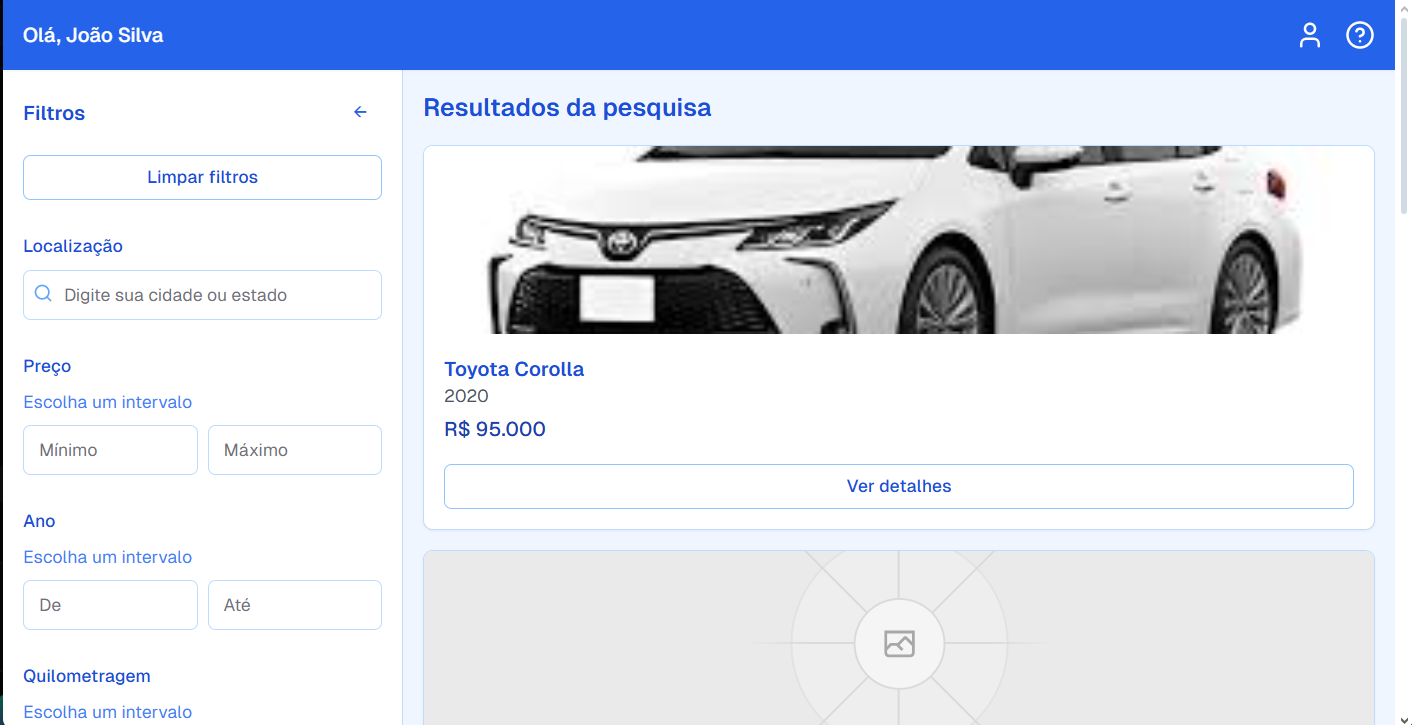 Olá, João Silva
Filtros
Limpar filtros
Localização
Digite sua cidade ou estado
Preço
Escolha um intervalo
Mínimo
Máximo
Ano
Escolha um intervalo
De
Até
Quilometragem
Escolha um intervalo
Resultados da pesquisa
Toyota Corolla
2020
R$ 95.000
Ver detalhes